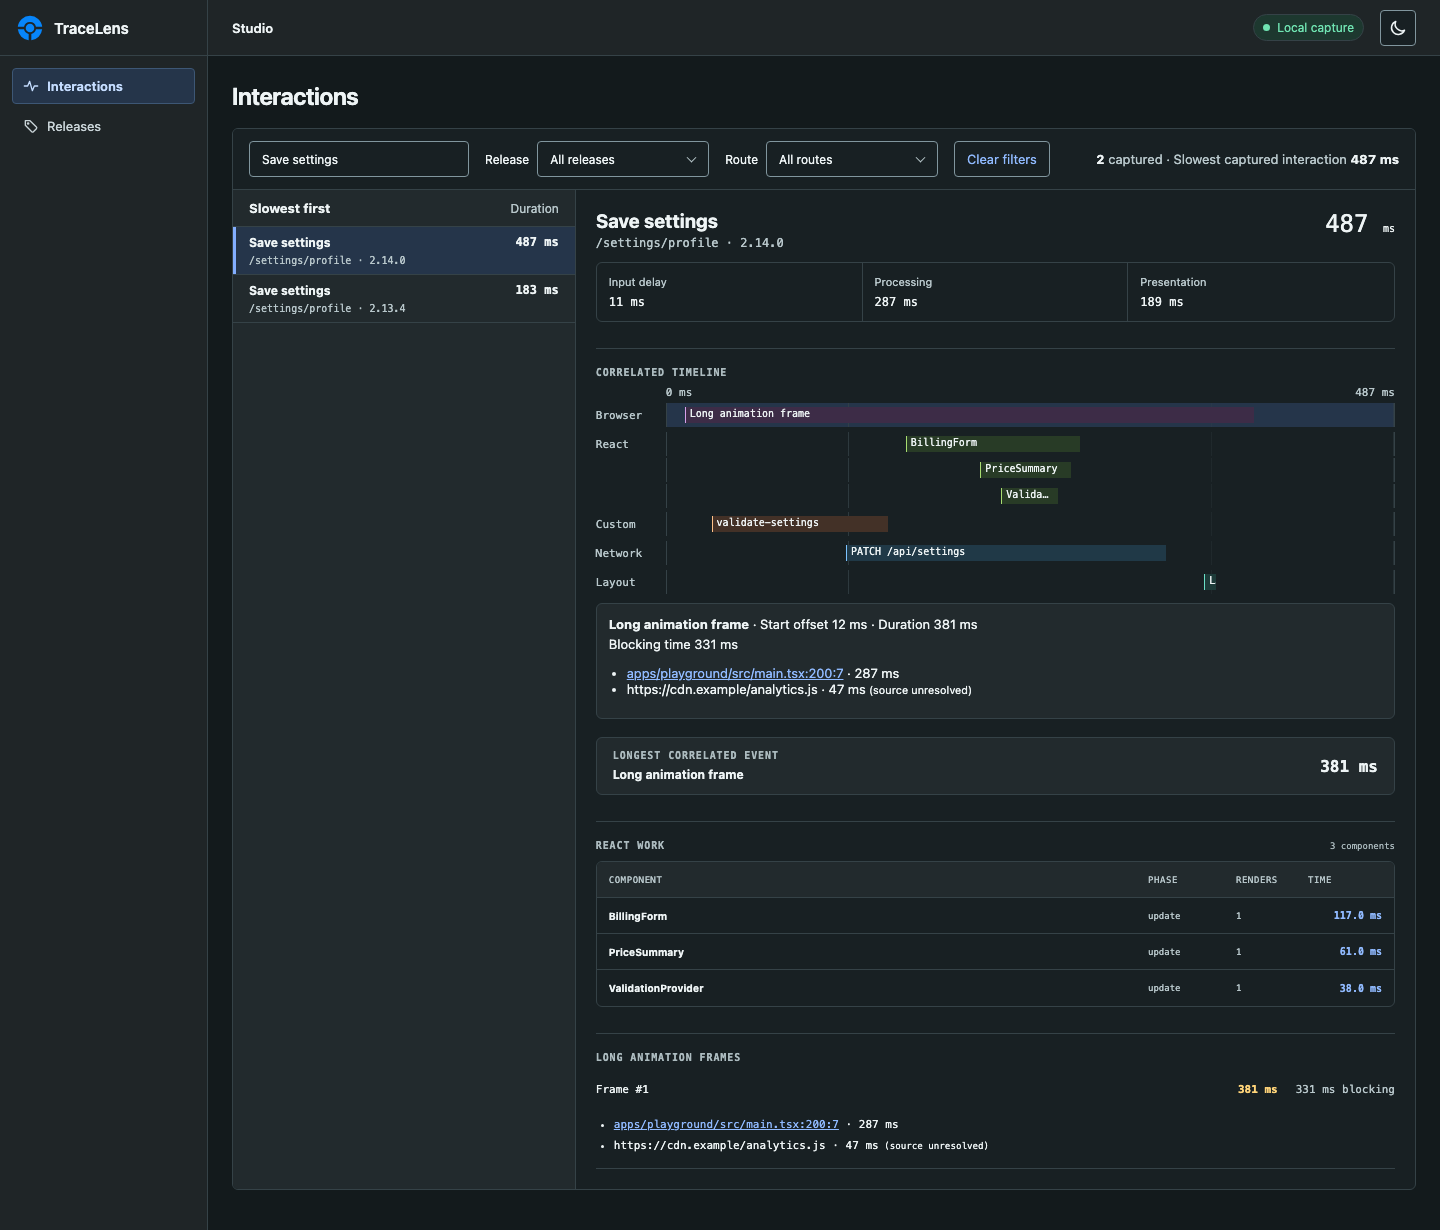 TraceLens
Studio
Local capture
Interactions
Releases
Interactions
Save settings
Release
All releases
Route
All routes
Clear filters
2 captured · Slowest captured interaction 487 ms
Slowest first
Duration
Save settings
487 ms
/settings/profile · 2.14.0
Save settings
183 ms
/settings/profile · 2.13.4
Save settings
487 ms
/settings/profile · 2.14.0
Input delay
11 ms
Processing
287 ms
Presentation
189 ms
CORRELATED TIMELINE
0 ms
487 ms
Browser
Long animation frame
React
BillingForm
PriceSummary
Valida…
Custom
validate-settings
Network
PATCH /api/settings
Layout
L
Long animation frame · Start offset 12 ms · Duration 381 ms
Blocking time 331 ms
• apps/playground/src/main.tsx:200:7 · 287 ms
• https://cdn.example/analytics.js · 47 ms (source unresolved)
LONGEST CORRELATED EVENT
Long animation frame
381 ms
REACT WORK
3 components
COMPONENT PHASE RENDERS TIME
BillingForm update 1 117.0 ms
PriceSummary update 1 61.0 ms
ValidationProvider update 1 38.0 ms
LONG ANIMATION FRAMES
Frame #1
381 ms
331 ms blocking
• apps/playground/src/main.tsx:200:7 · 287 ms
• https://cdn.example/analytics.js · 47 ms (source unresolved)